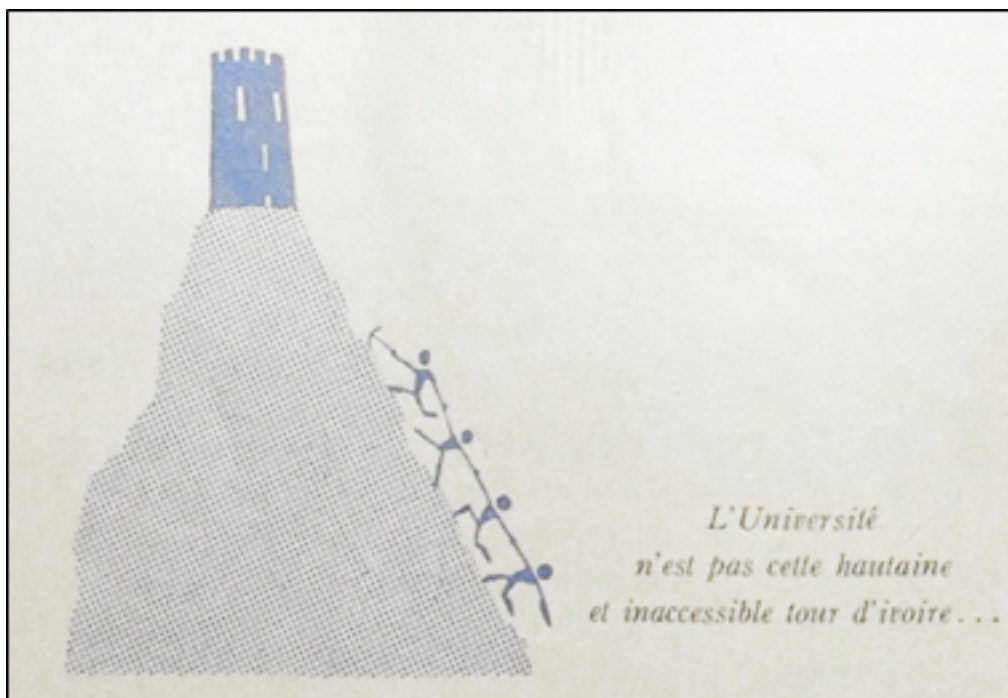 L'Université
n'est pas cette hautaine
et inaccessible tour d'ivoire...